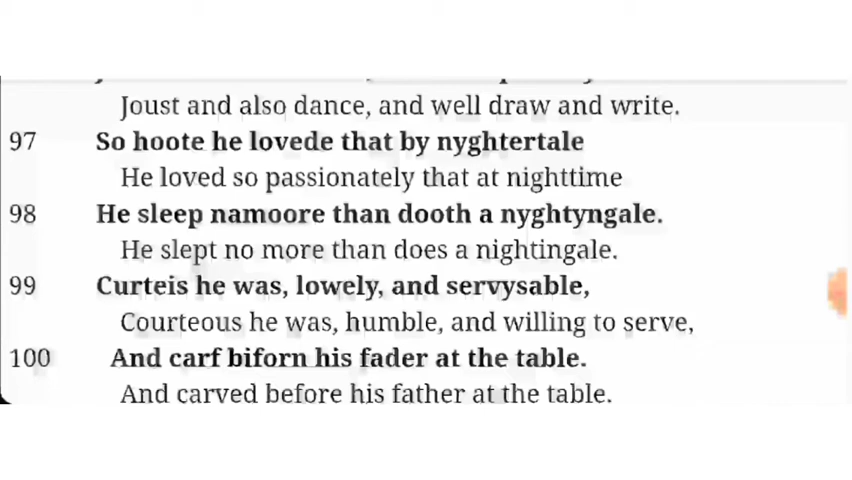 Joust and also dance, and well draw and write.
97 So hoote he lovede that by nyghtertale
He loved so passionately that at nighttime
98 He sleep namoore than dooth a nyghtyngale.
He slept no more than does a nightingale.
99 Curteis he was, lowely, and servysable,
Courteous he was, humble, and willing to serve,
100 And carf biforn his fader at the table.
And carved before his father at the table.